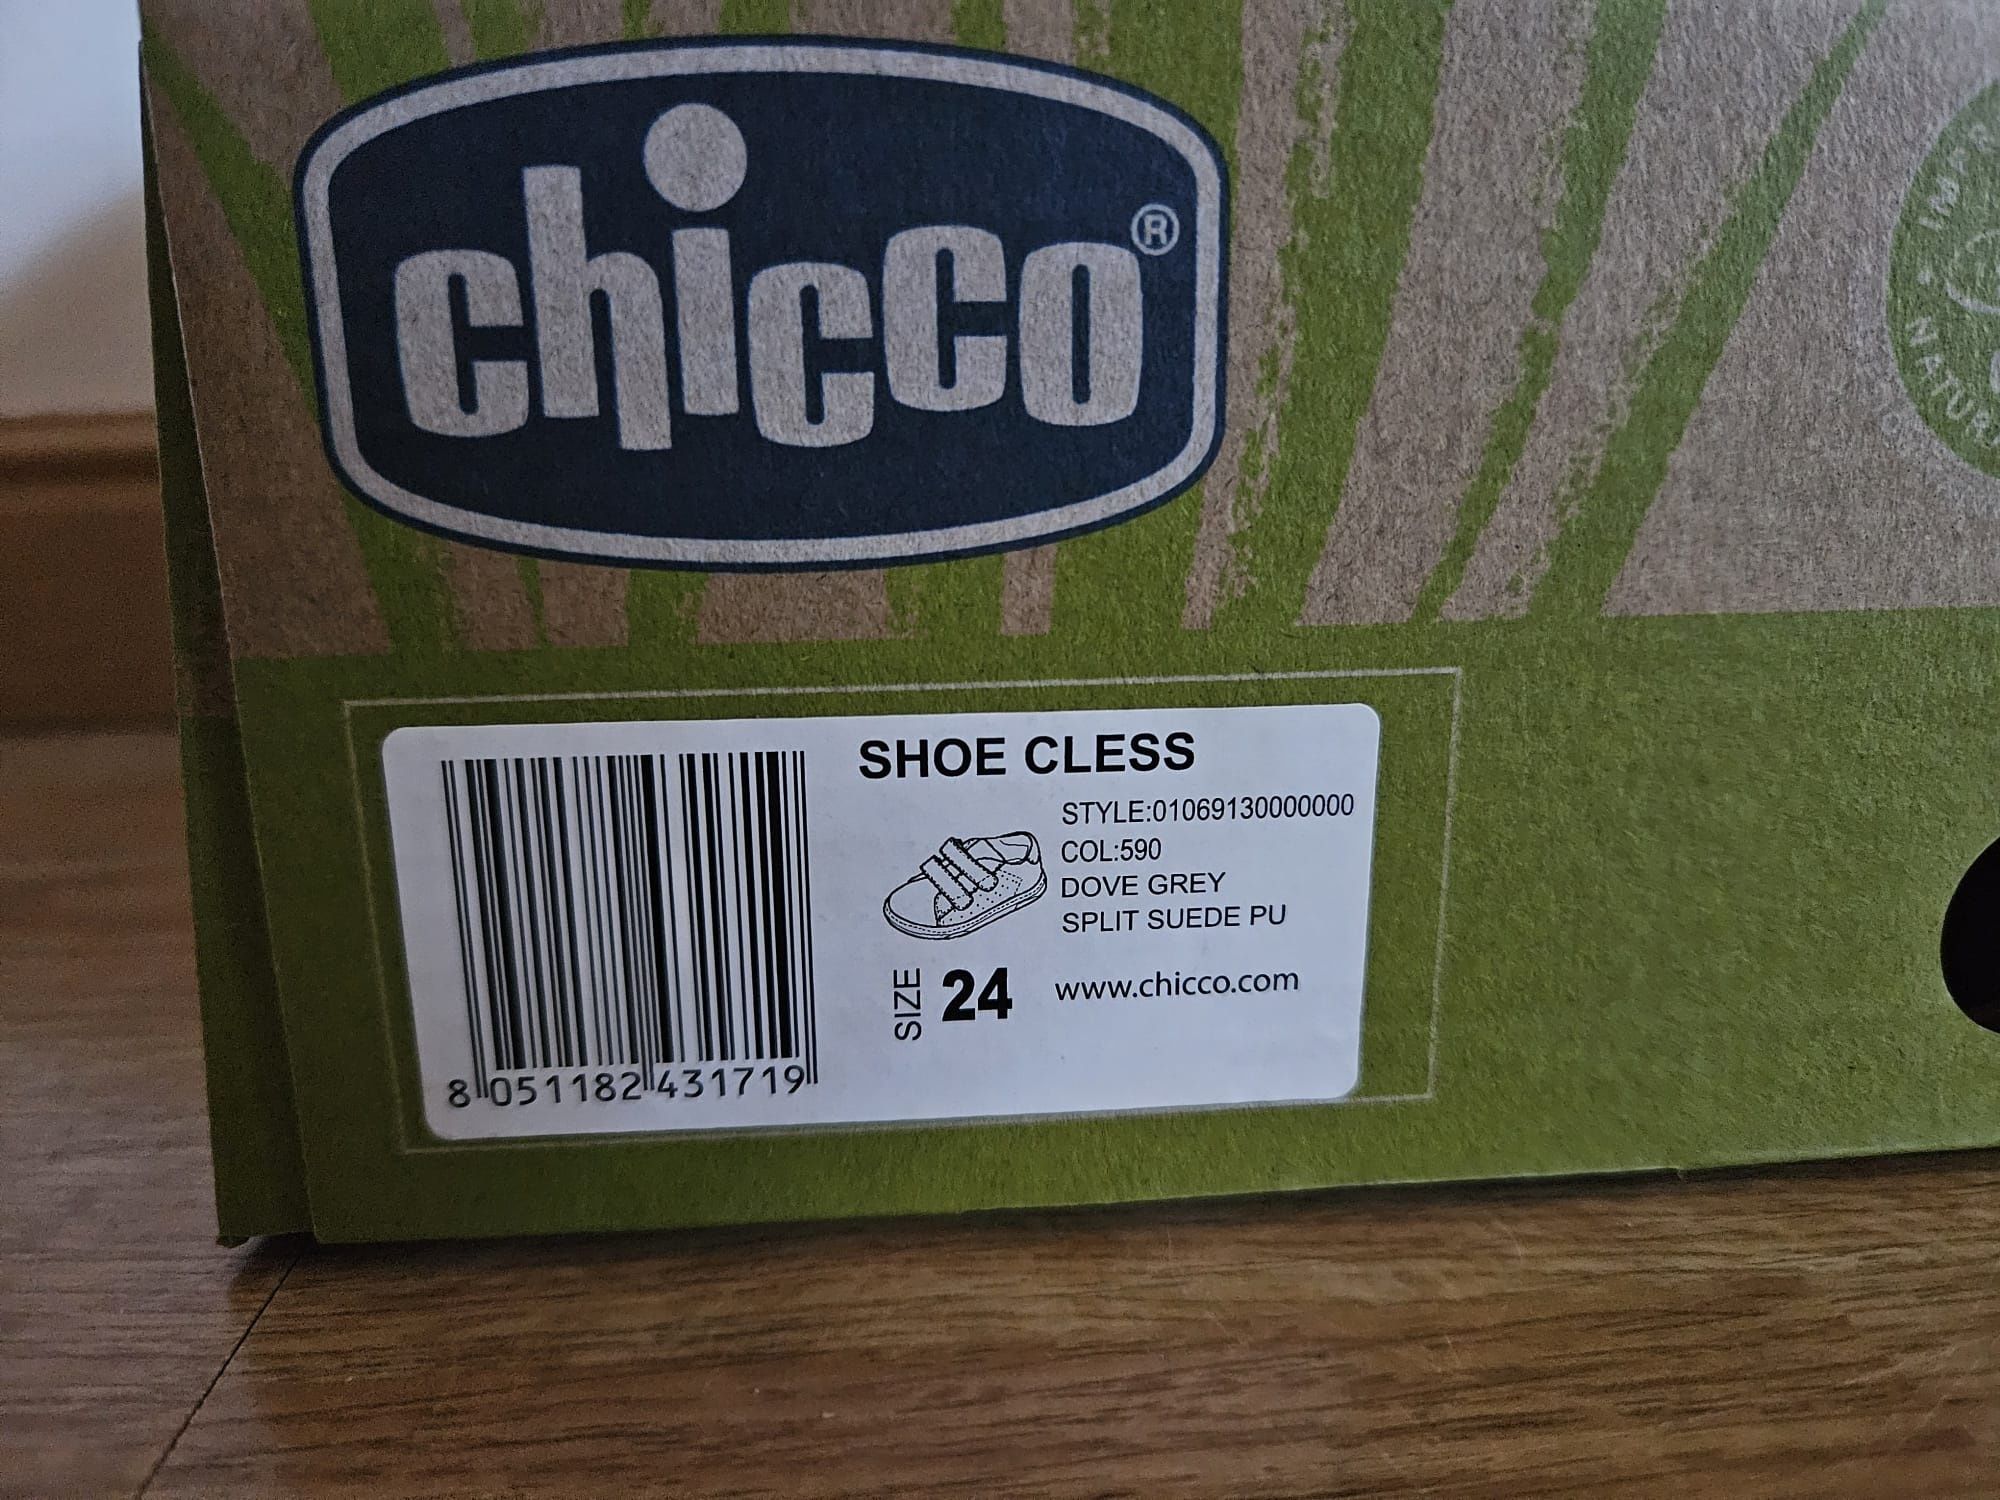 chicco®
SHOE CLESS
STYLE:01069130000000
COL:590
DOVE GREY
SPLIT SUEDE PU
SIZE 24
www.chicco.com
8 051182 431719